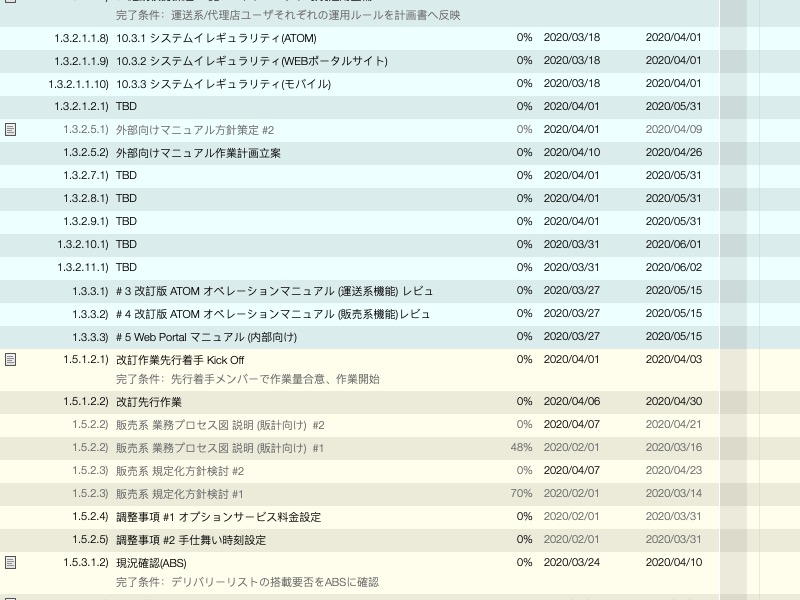 完了条件：運送系/代理店ユーザそれぞれの運用ルールを計画書へ反映
1.3.2.1.1.8) 10.3.1 システムイレギュラリティ(ATOM) 0% 2020/03/18 2020/04/01
1.3.2.1.1.9) 10.3.2 システムイレギュラリティ(WEBポータルサイト) 0% 2020/03/18 2020/04/01
1.3.2.1.1.10) 10.3.3 システムイレギュラリティ(モバイル) 0% 2020/03/18 2020/04/01
1.3.2.1.2.1) TBD 0% 2020/04/01 2020/05/31
1.3.2.5.1) 外部向けマニュアル方針策定 #2 0% 2020/04/01 2020/04/09
1.3.2.5.2) 外部向けマニュアル作業計画立案 0% 2020/04/10 2020/04/26
1.3.2.7.1) TBD 0% 2020/04/01 2020/05/31
1.3.2.8.1) TBD 0% 2020/04/01 2020/05/31
1.3.2.9.1) TBD 0% 2020/04/01 2020/05/31
1.3.2.10.1) TBD 0% 2020/03/31 2020/06/01
1.3.2.11.1) TBD 0% 2020/03/31 2020/06/02
1.3.3.1) # 3 改訂版 ATOM オペレーションマニュアル (運送系機能) レビュ 0% 2020/03/27 2020/05/15
1.3.3.2) # 4 改訂版 ATOM オペレーションマニュアル (販売系機能)レビュ 0% 2020/03/27 2020/05/15
1.3.3.3) # 5 Web Portal マニュアル (内部向け) 0% 2020/03/27 2020/05/15
1.5.1.2.1) 改訂作業先行着手 Kick Off 0% 2020/04/01 2020/04/03
完了条件：先行着手メンバーで作業量合意、作業開始
1.5.1.2.2) 改訂先行作業 0% 2020/04/06 2020/04/30
1.5.2.2) 販売系 業務プロセス図 説明 (販計向け) #2 0% 2020/04/07 2020/04/21
1.5.2.2) 販売系 業務プロセス図 説明 (販計向け) #1 48% 2020/02/01 2020/03/16
1.5.2.3) 販売系 規定化方針検討 #2 0% 2020/04/07 2020/04/23
1.5.2.3) 販売系 規定化方針検討 #1 70% 2020/02/01 2020/03/14
1.5.2.4) 調整事項 #1 オプションサービス料金設定 0% 2020/02/01 2020/03/31
1.5.2.5) 調整事項 #2 手仕舞い時刻設定 0% 2020/02/01 2020/03/31
1.5.3.1.2) 現況確認(ABS) 0% 2020/03/24 2020/04/10
完了条件：デリバリーリストの搭載要否をABSに確認